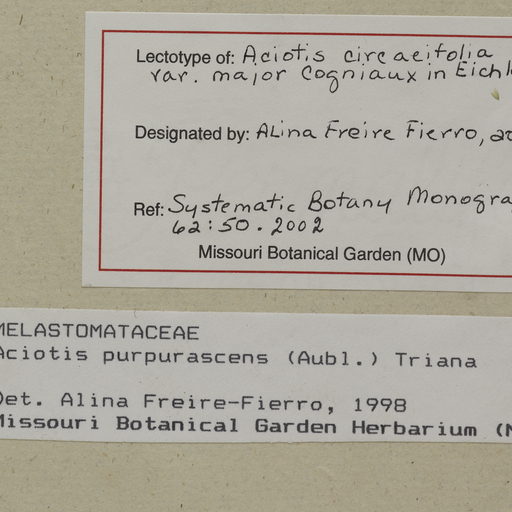 Lectotype of: Aciotis circaeifolia
var. major Cogniaux in Eichl
Designated by: Alina Freire Fierro, 20
Ref: Systematic Botany Monogra
62:50. 2002
Missouri Botanical Garden (MO)
MELASTOMATACEAE
Aciotis purpurascens (Aubl.) Triana
Det. Alina Freire-Fierro, 1998
Missouri Botanical Garden Herbarium (M